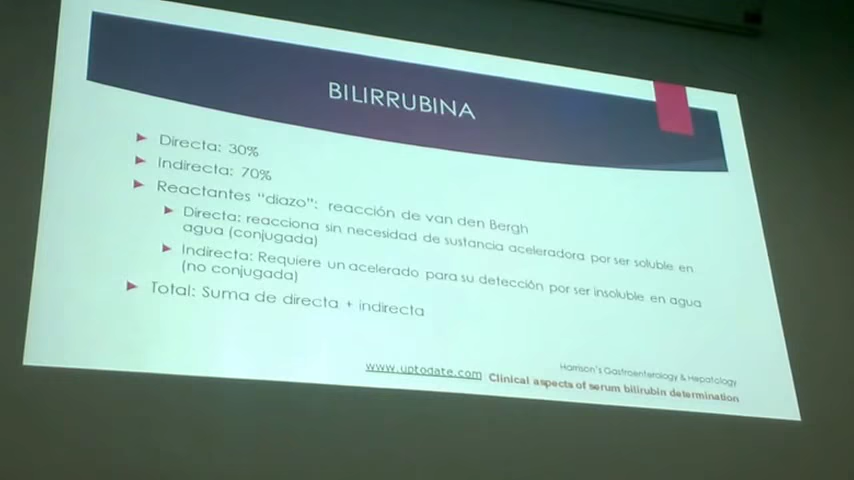 BILIRRUBINA
Directa: 30%
Indirecta: 70%
Reactantes “diazo”: reacción de van den Bergh
Directa: reacciona sin necesidad de sustancia aceleradora por ser soluble en
agua (conjugada)
Indirecta: Requiere un acelerado para su detección por ser insoluble en agua
(no conjugada)
Total: Suma de directa + indirecta
Harrison's Gastroenterology & Hepatology
www.uptodate.com Clinical aspects of serum bilirubin determination